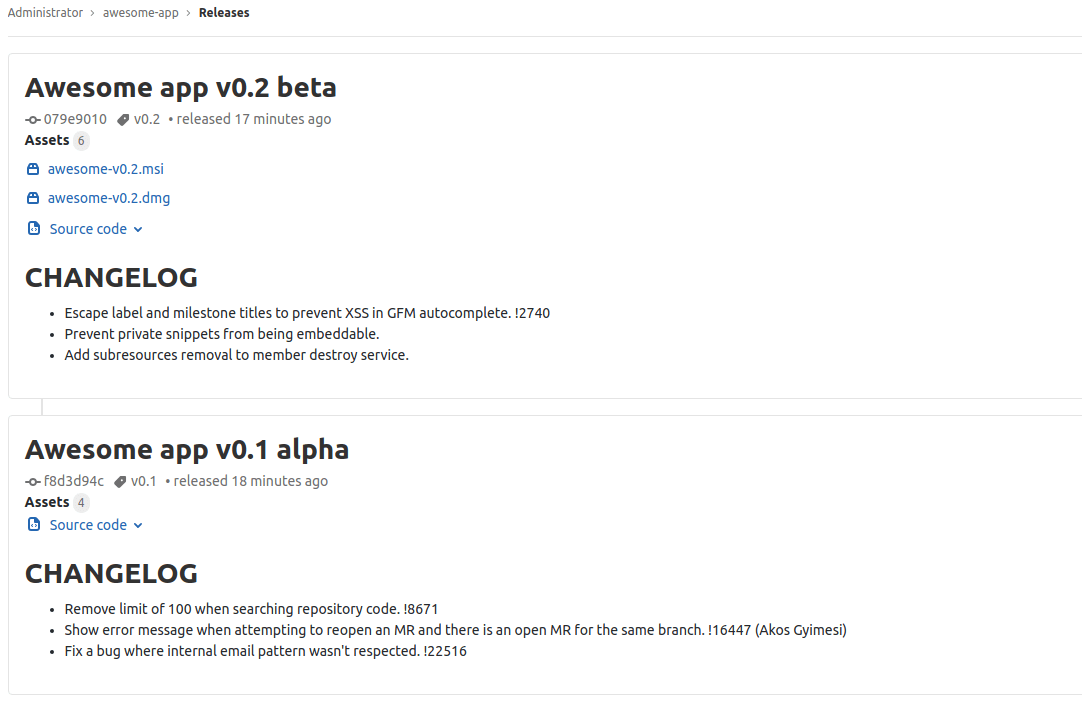 Administrator › awesome-app › Releases
Awesome app v0.2 beta
079e9010 v0.2 • released 17 minutes ago
Assets 6
awesome-v0.2.msi
awesome-v0.2.dmg
Source code
CHANGELOG
• Escape label and milestone titles to prevent XSS in GFM autocomplete. !2740
• Prevent private snippets from being embeddable.
• Add subresources removal to member destroy service.
Awesome app v0.1 alpha
f8d3d94c v0.1 • released 18 minutes ago
Assets 4
Source code
CHANGELOG
• Remove limit of 100 when searching repository code. !8671
• Show error message when attempting to reopen an MR and there is an open MR for the same branch. !16447 (Akos Gyimesi)
• Fix a bug where internal email pattern wasn't respected. !22516